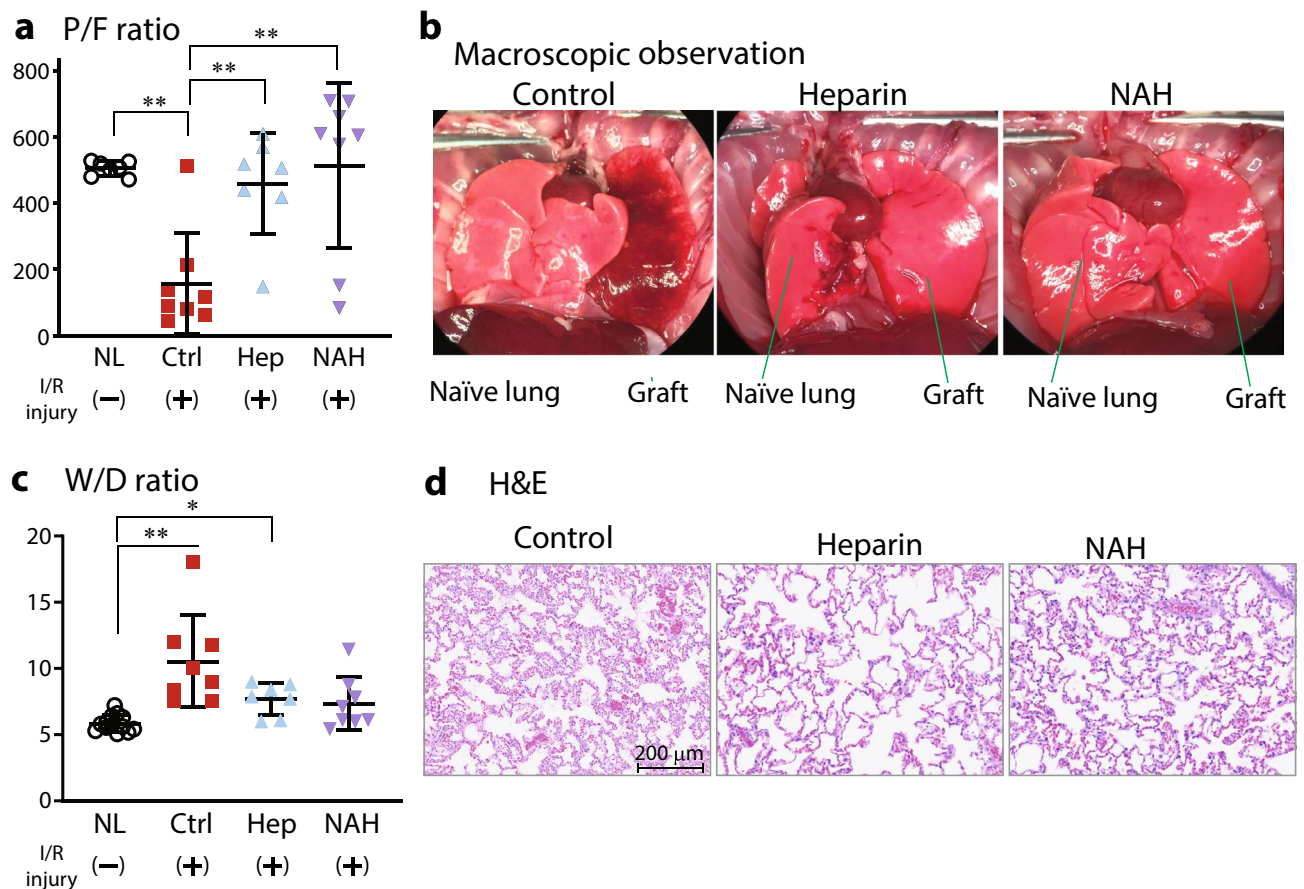 a P/F ratio
**
**
**
800
600
400
200
0
NL Ctrl Hep NAH
I/R injury (−) (+) (+) (+)
b Macroscopic observation
Control Heparin NAH
Naïve lung Graft Naïve lung Graft Naïve lung Graft
c W/D ratio
*
**
20
15
10
5
0
NL Ctrl Hep NAH
I/R injury (−) (+) (+) (+)
d H&E
Control Heparin NAH
200 μm